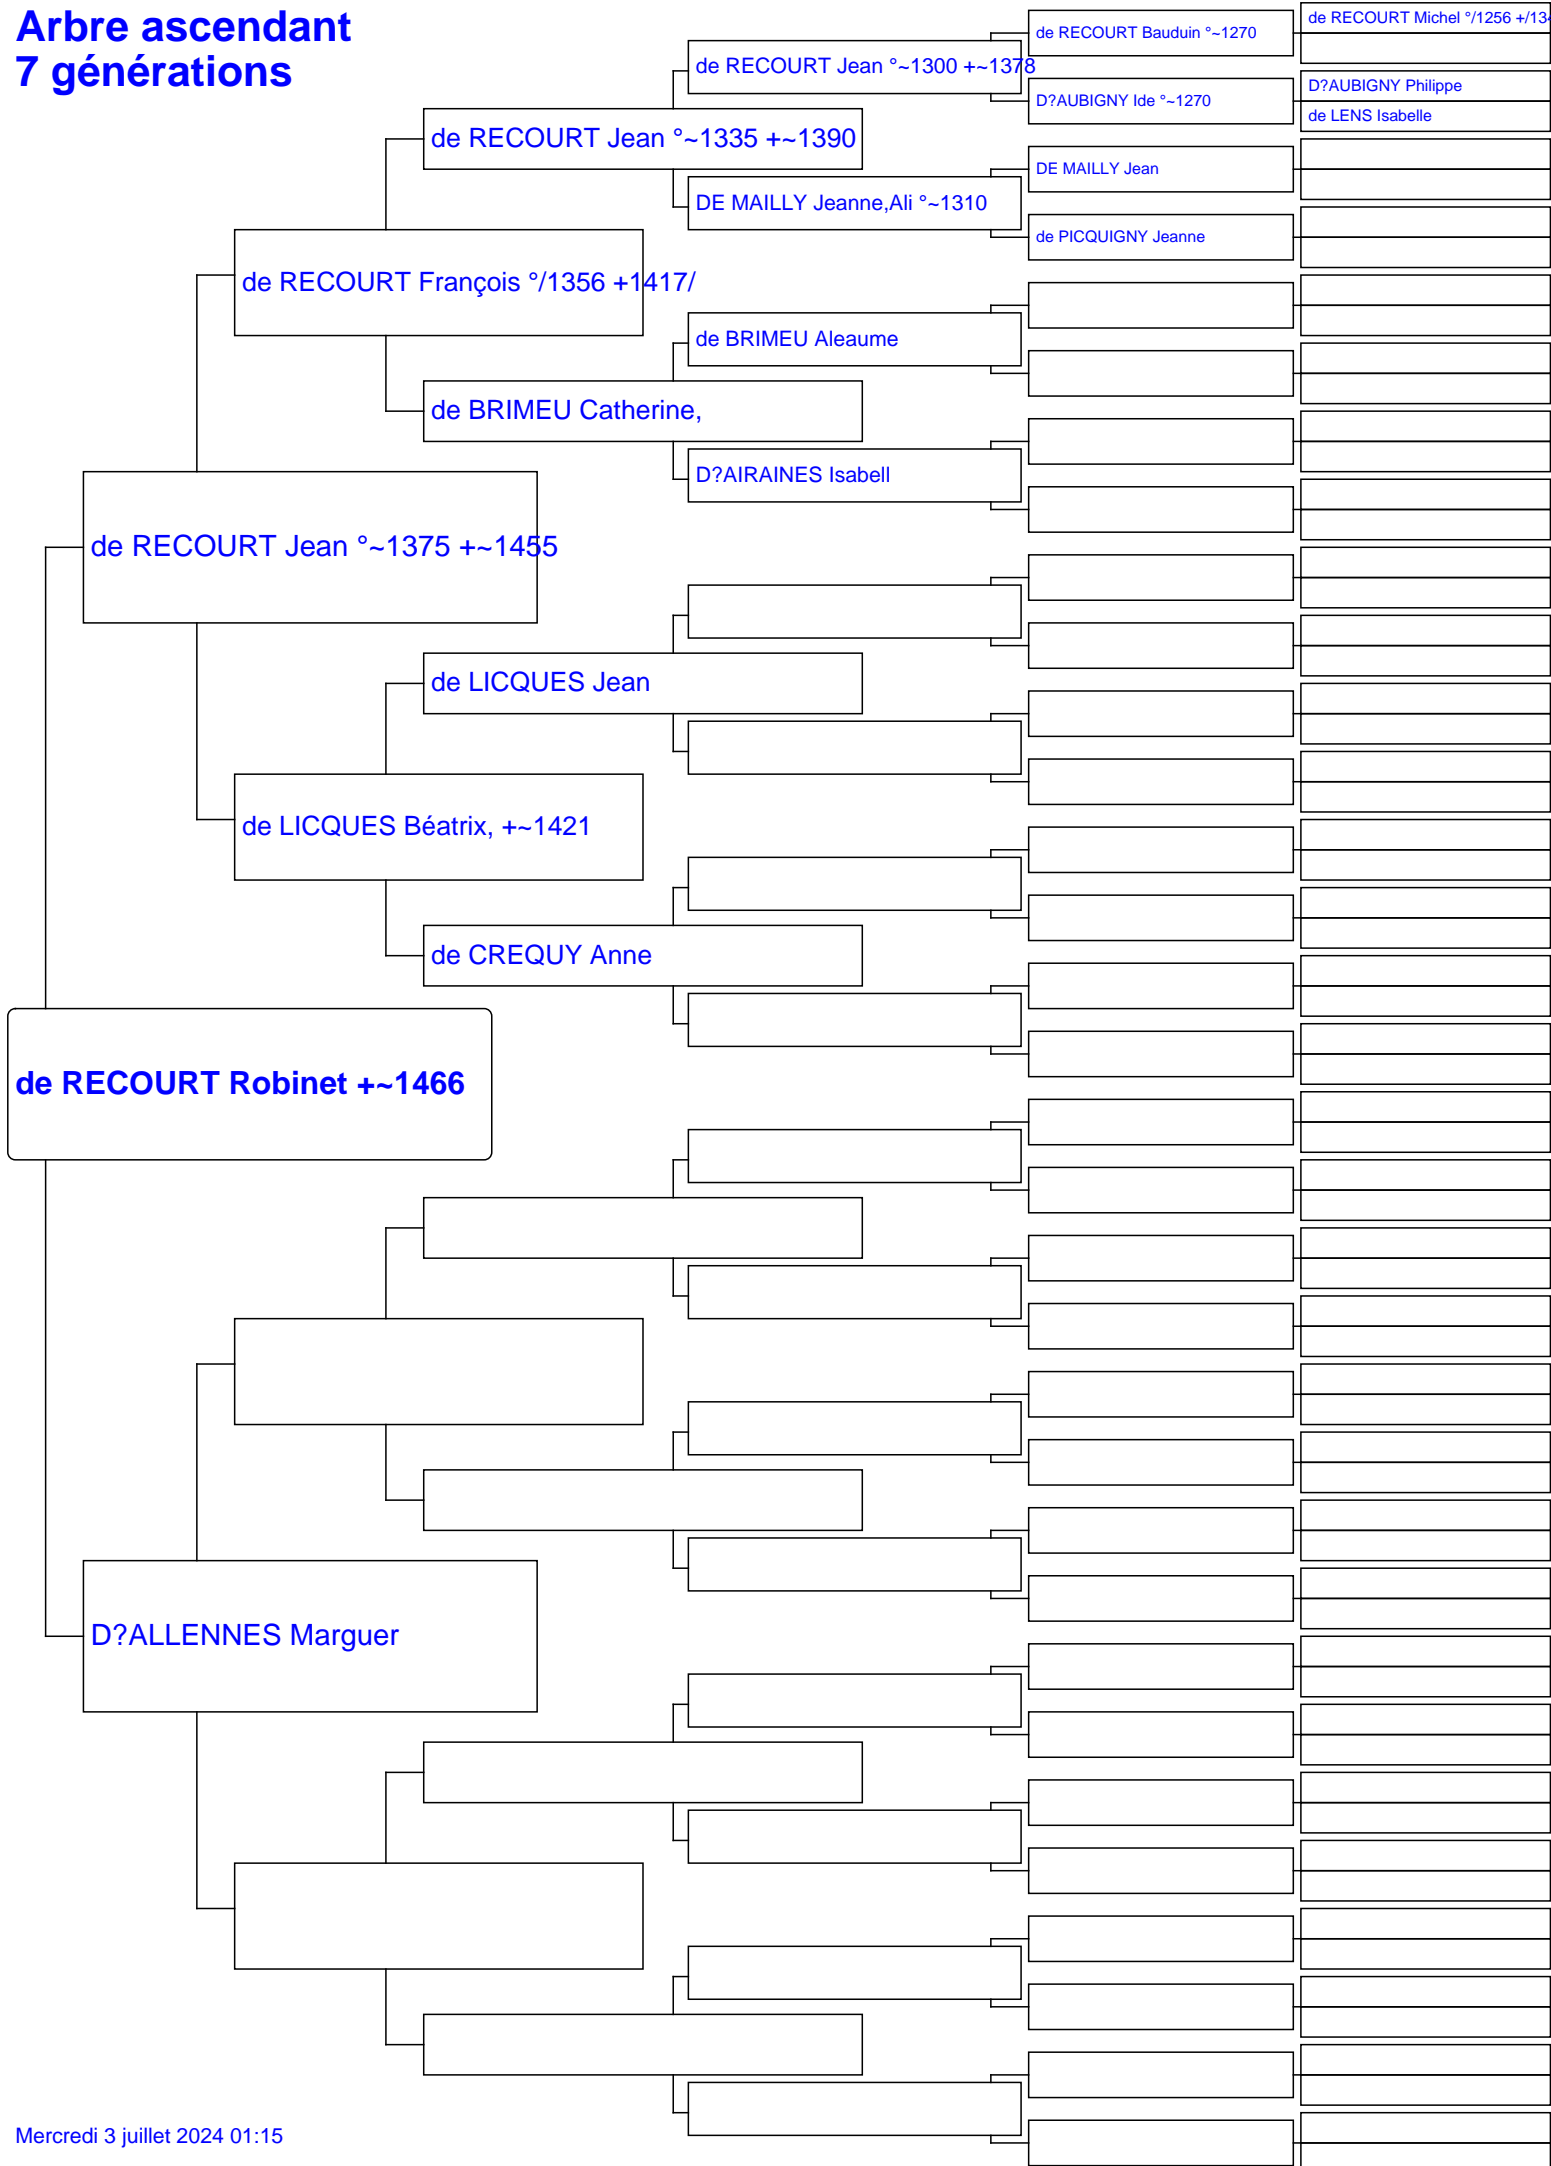 Arbre ascendant
7 générations
de RECOURT Michel °/1256 +/134
de RECOURT Bauduin °~1270
de RECOURT Jean °~1300 +~1378
D?AUBIGNY Philippe
D?AUBIGNY Ide °~1270
de LENS Isabelle
de RECOURT Jean °~1335 +~1390
DE MAILLY Jean
DE MAILLY Jeanne,Ali °~1310
de PICQUIGNY Jeanne
de RECOURT François °/1356 +1417/
de BRIMEU Aleaume
de BRIMEU Catherine,
D?AIRAINES Isabell
de RECOURT Jean °~1375 +~1455
de LICQUES Jean
de LICQUES Béatrix, +~1421
de CREQUY Anne
de RECOURT Robinet +~1466
D?ALLENNES Marguer
Mercredi 3 juillet 2024 01:15